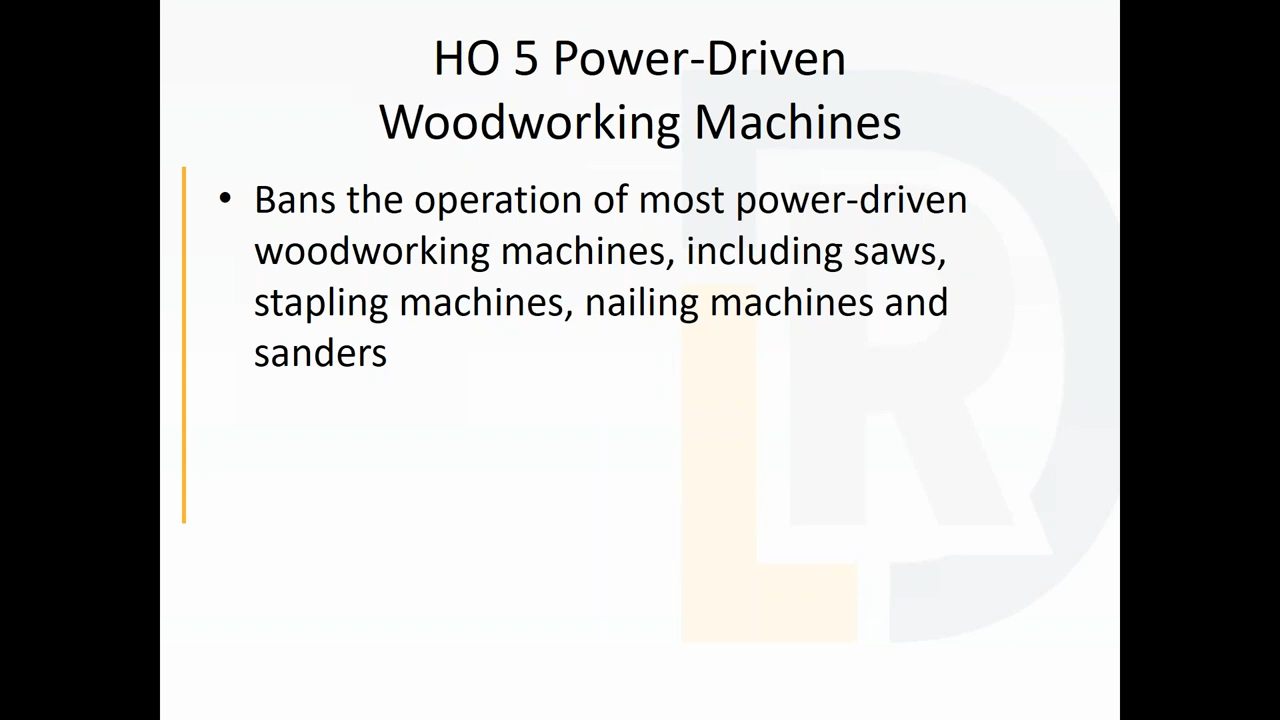 HO 5 Power-Driven
Woodworking Machines
• Bans the operation of most power-driven
woodworking machines, including saws,
stapling machines, nailing machines and
sanders